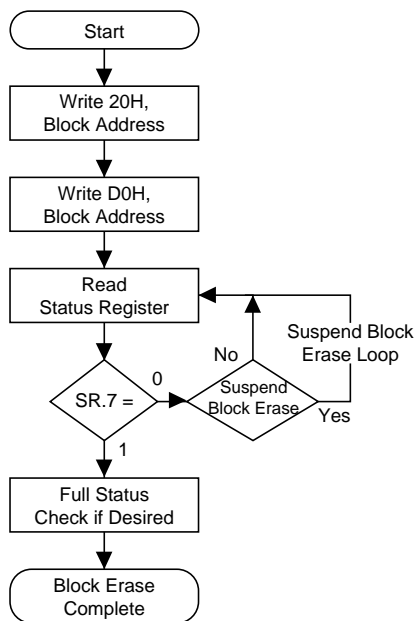 Start
Write 20H,
Block Address
Write D0H,
Block Address
Read
Status Register
Suspend Block
Erase Loop
No
0
SR.7 =
Suspend
Block Erase
Yes
1
Full Status
Check if Desired
Block Erase
Complete